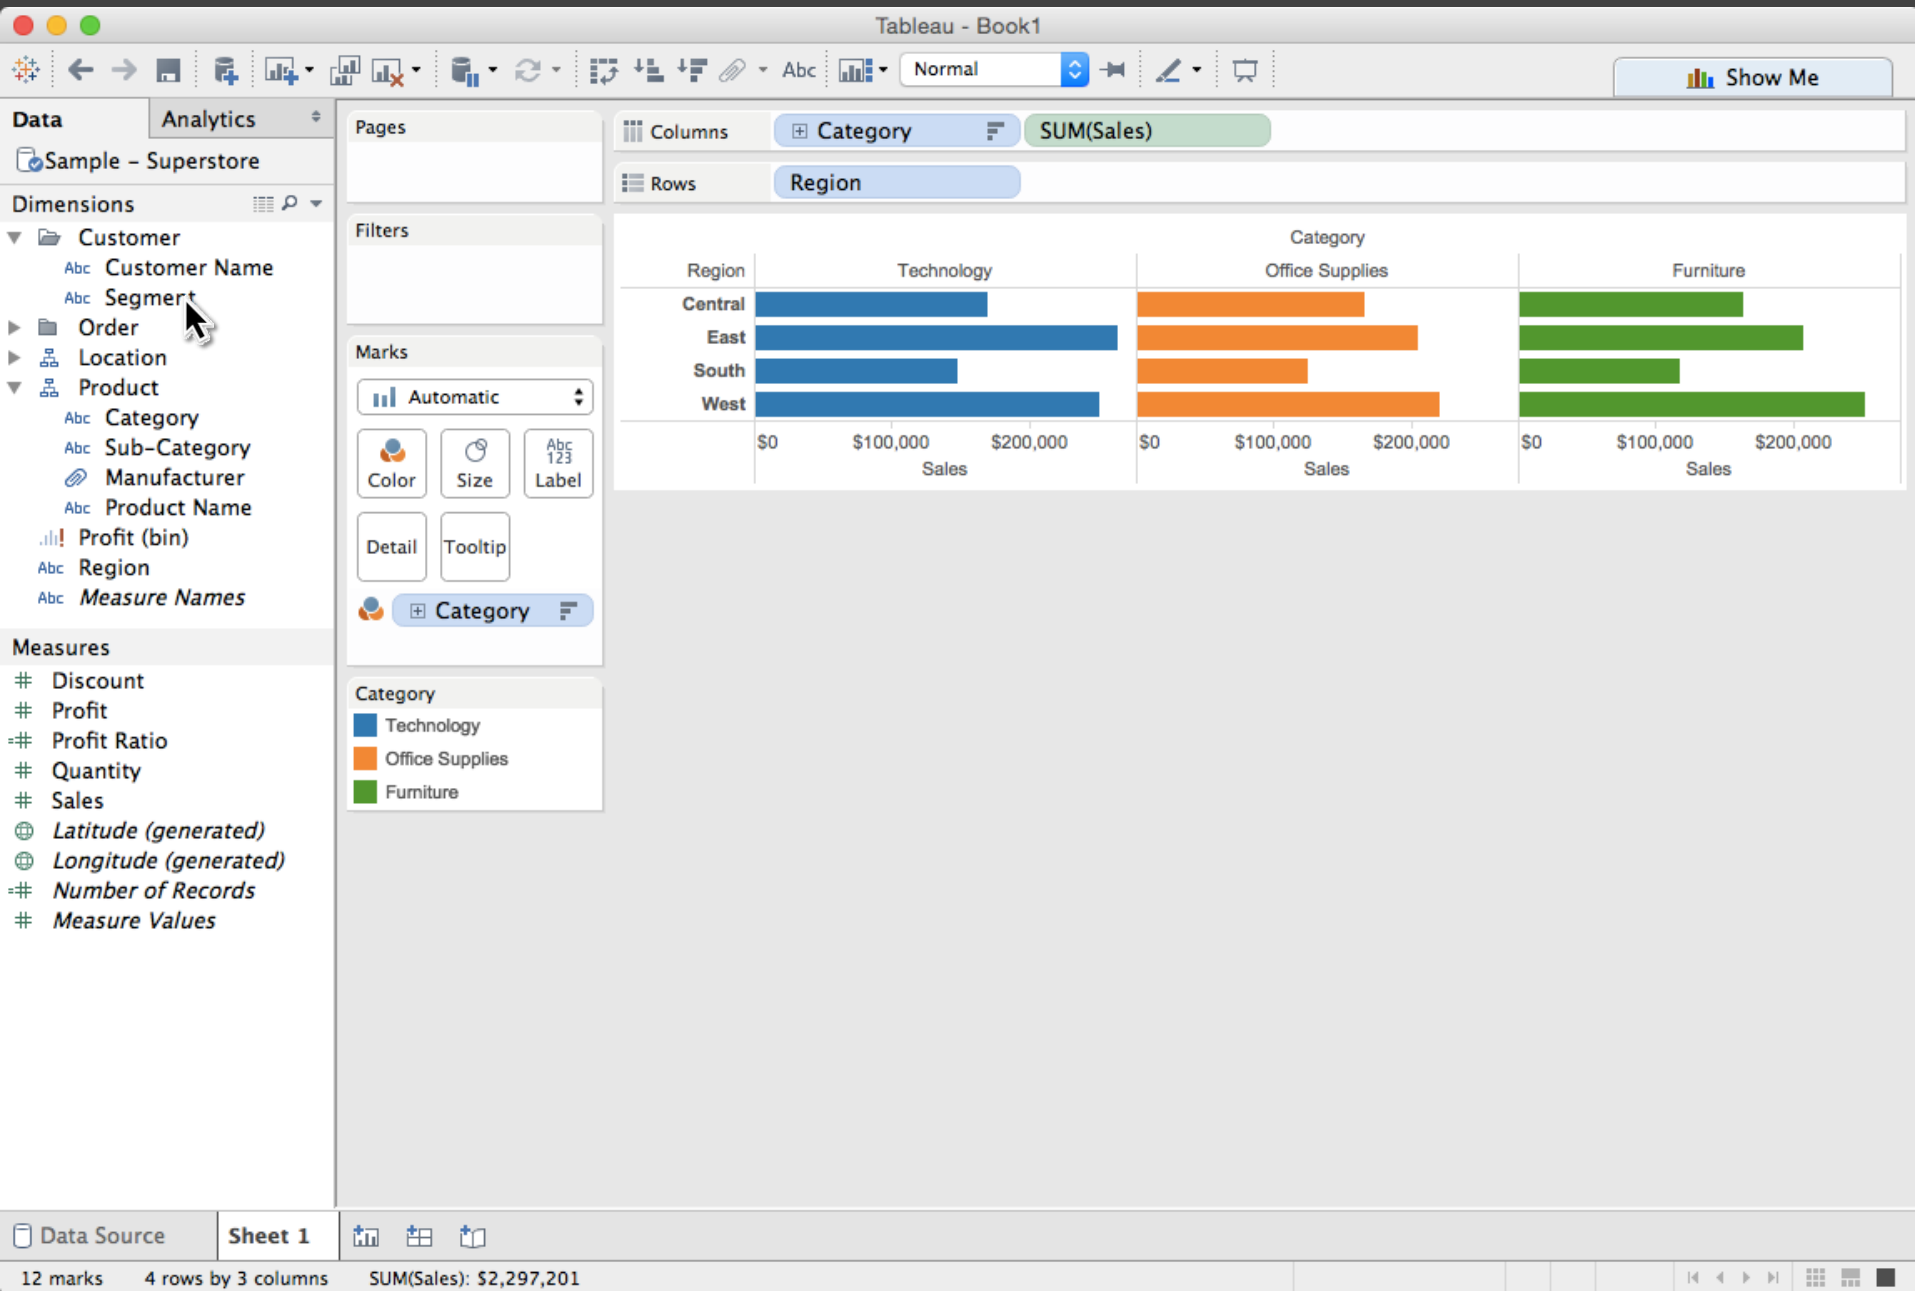 Tableau - Book1
Abc
Normal
Show Me
Data
Analytics
Sample - Superstore
Dimensions
Customer
Abc Customer Name
Abc Segment
Order
Location
Product
Abc Category
Abc Sub-Category
Manufacturer
Abc Product Name
Profit (bin)
Abc Region
Abc Measure Names
Measures
# Discount
# Profit
=# Profit Ratio
# Quantity
# Sales
Latitude (generated)
Longitude (generated)
=# Number of Records
# Measure Values
Pages
Filters
Marks
Automatic
Color
Size
Abc
123
Label
Detail
Tooltip
Category
Category
Technology
Office Supplies
Furniture
Columns
Category
SUM(Sales)
Rows
Region
Category
Region Technology Office Supplies Furniture
Central
East
South
West
$0 $100,000 $200,000 $0 $100,000 $200,000 $0 $100,000 $200,000
Sales Sales Sales
Data Source
Sheet 1
12 marks
4 rows by 3 columns
SUM(Sales): $2,297,201